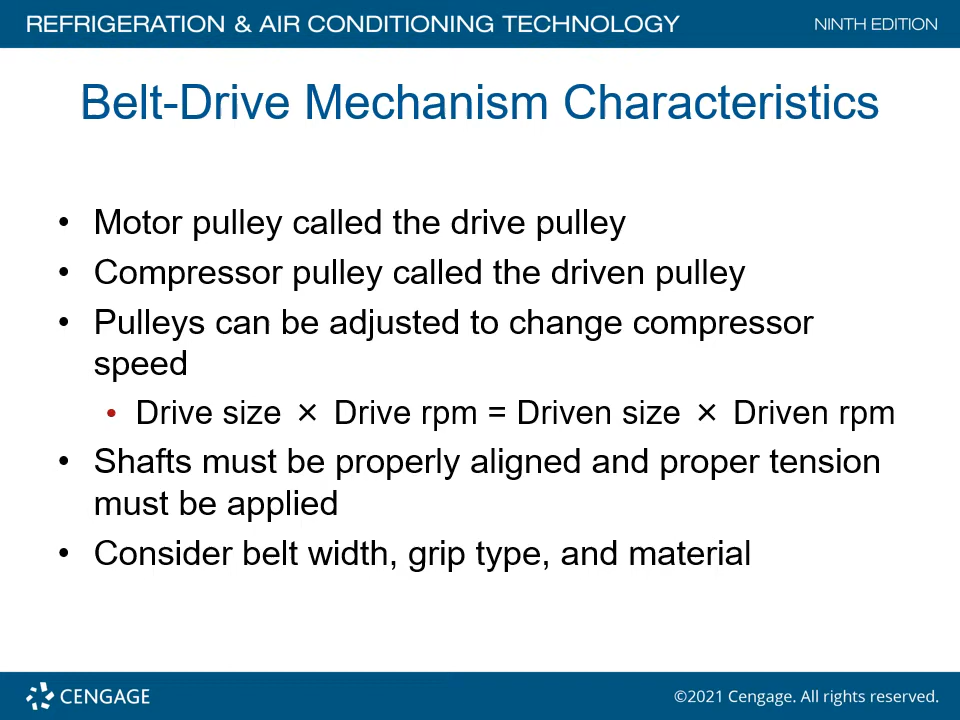 REFRIGERATION & AIR CONDITIONING TECHNOLOGY NINTH EDITION
Belt-Drive Mechanism Characteristics
• Motor pulley called the drive pulley
• Compressor pulley called the driven pulley
• Pulleys can be adjusted to change compressor
speed
• Drive size × Drive rpm = Driven size × Driven rpm
• Shafts must be properly aligned and proper tension
must be applied
• Consider belt width, grip type, and material
CENGAGE ©2021 Cengage. All rights reserved.